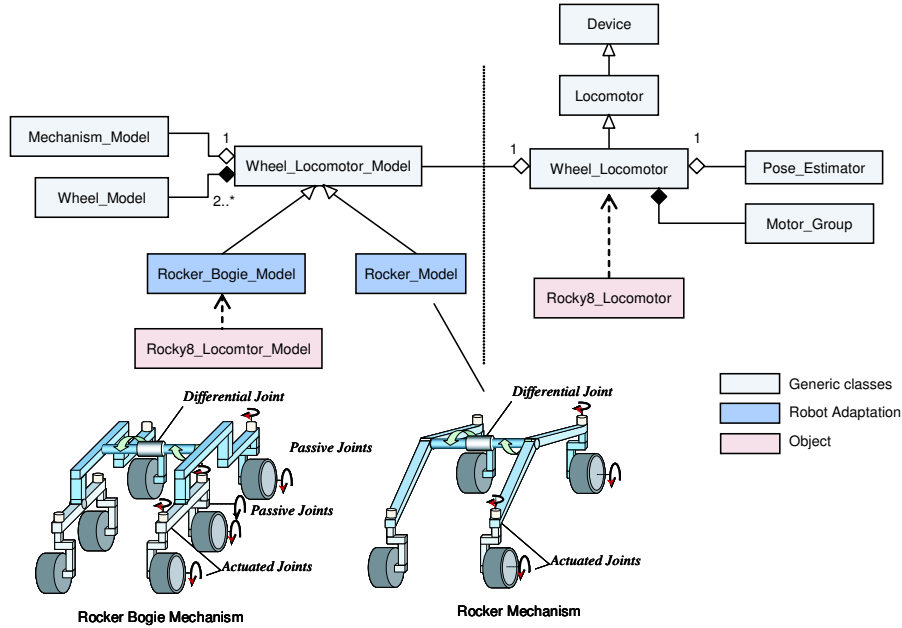 Device
Locomotor
Mechanism_Model
1
Wheel_Locomotor_Model
1
Wheel_Locomotor
1
Pose_Estimator
Wheel_Model
2..*
Motor_Group
Rocker_Bogie_Model
Rocker_Model
Rocky8_Locomotor
Rocky8_Locomtor_Model
Generic classes
Robot Adaptation
Object
Differential Joint
Passive Joints
Passive Joints
Actuated Joints
Rocker Bogie Mechanism
Differential Joint
Actuated Joints
Rocker Mechanism